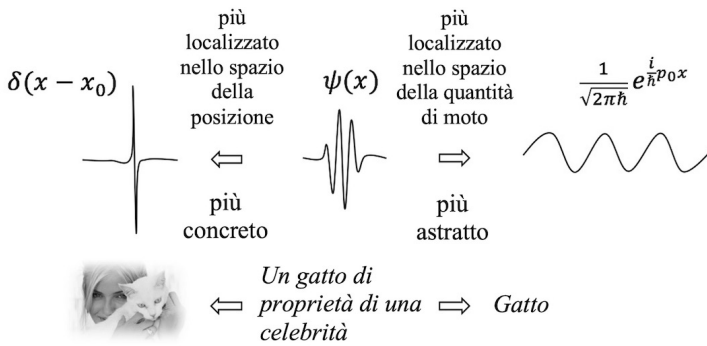 δ(x − x₀)
più
localizzato
nello spazio
della
posizione
ψ(x)
più
localizzato
nello spazio
della quantità
di moto
1/√(2πℏ) e^(i/ℏ p₀x)
più
concreto
più
astratto
Un gatto di
proprietà di una
celebrità
Gatto